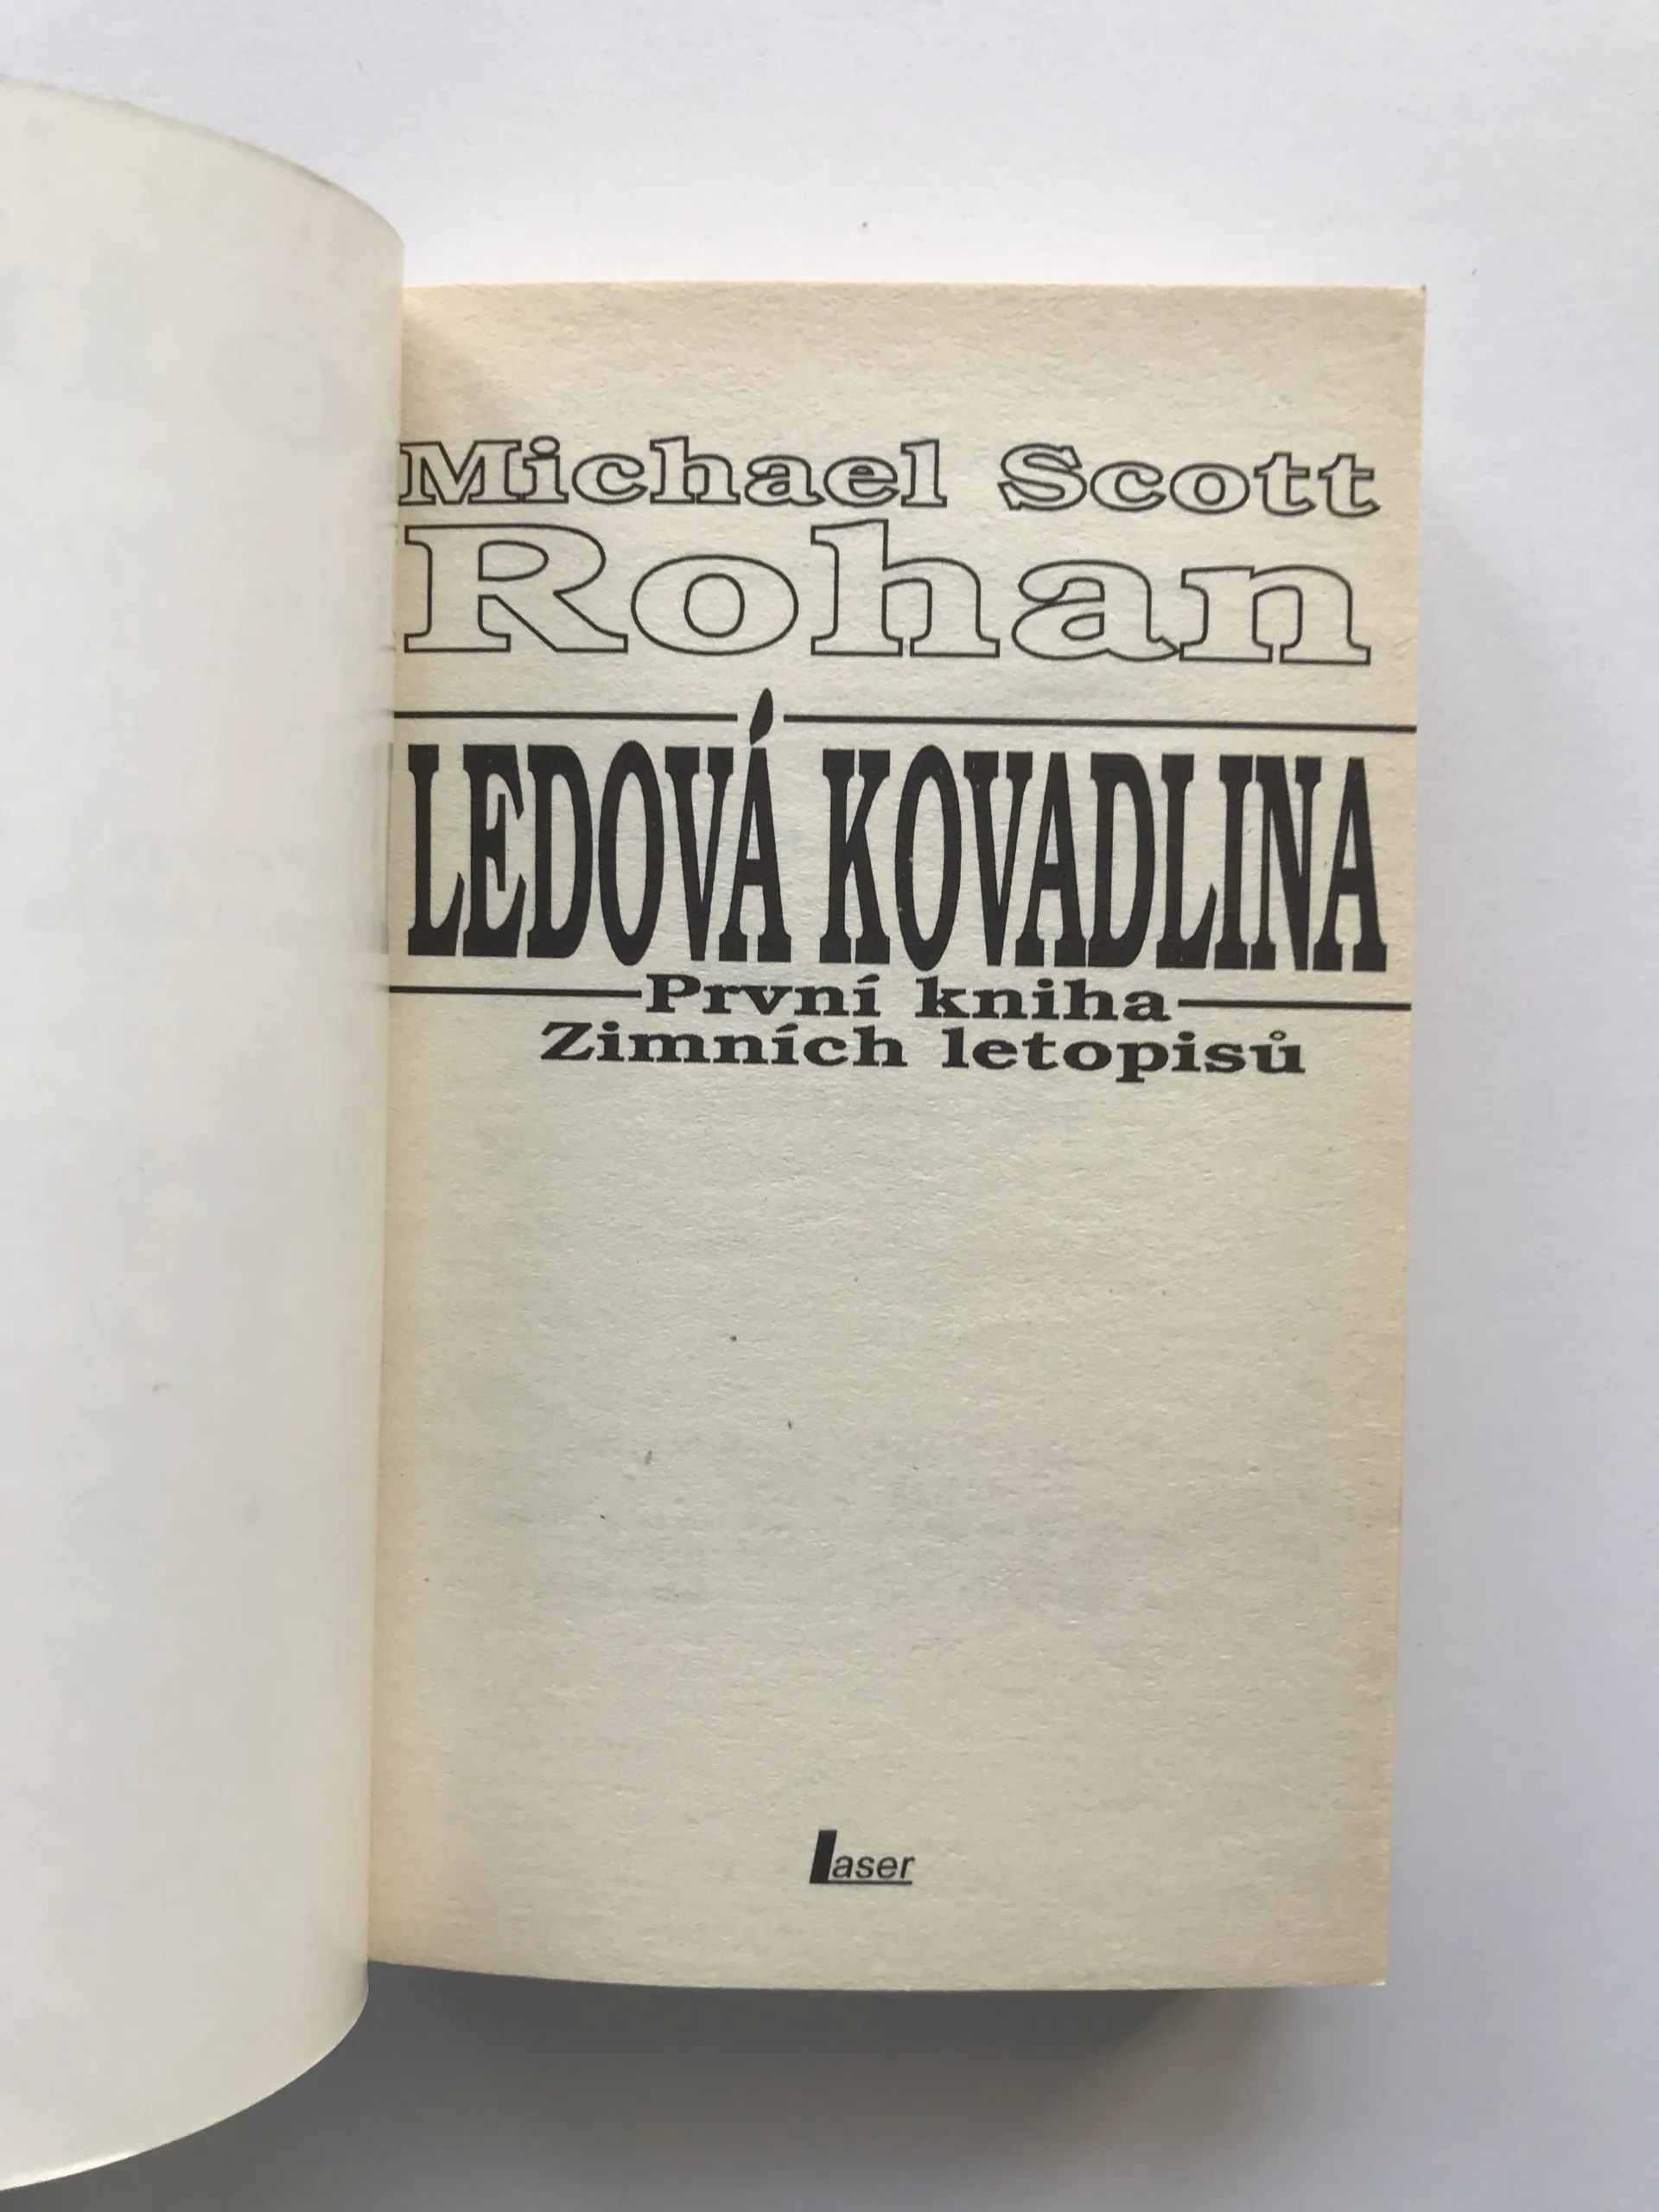 Michael Scott
Rohan
LEDOVÁ KOVADLINA
První kniha
Zimních letopisů
Laser